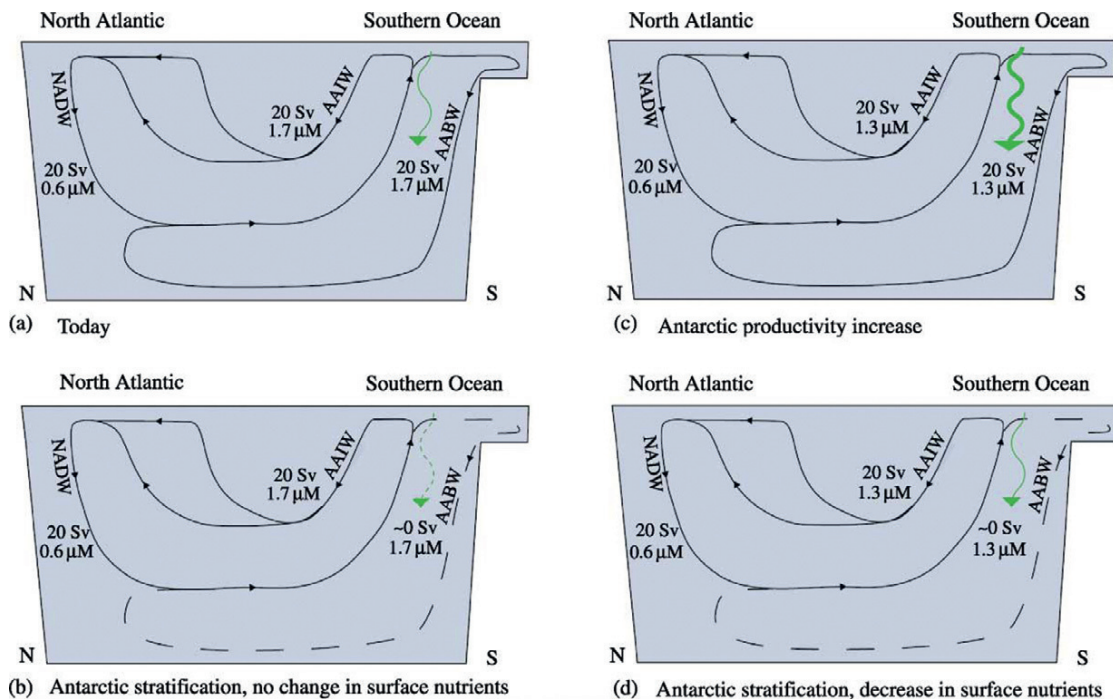 North Atlantic
Southern Ocean
NADW
20 Sv
0.6 μM
20 Sv
1.7 μM
AAIW
20 Sv
1.7 μM
AABW
N
S
(a) Today
North Atlantic
Southern Ocean
NADW
20 Sv
0.6 μM
20 Sv
1.3 μM
AAIW
20 Sv
1.3 μM
AABW
N
S
(c) Antarctic productivity increase
North Atlantic
Southern Ocean
NADW
20 Sv
0.6 μM
20 Sv
1.7 μM
AAIW
~0 Sv
1.7 μM
AABW
N
S
(b) Antarctic stratification, no change in surface nutrients
North Atlantic
Southern Ocean
NADW
20 Sv
0.6 μM
20 Sv
1.3 μM
AAIW
~0 Sv
1.3 μM
AABW
N
S
(d) Antarctic stratification, decrease in surface nutrients